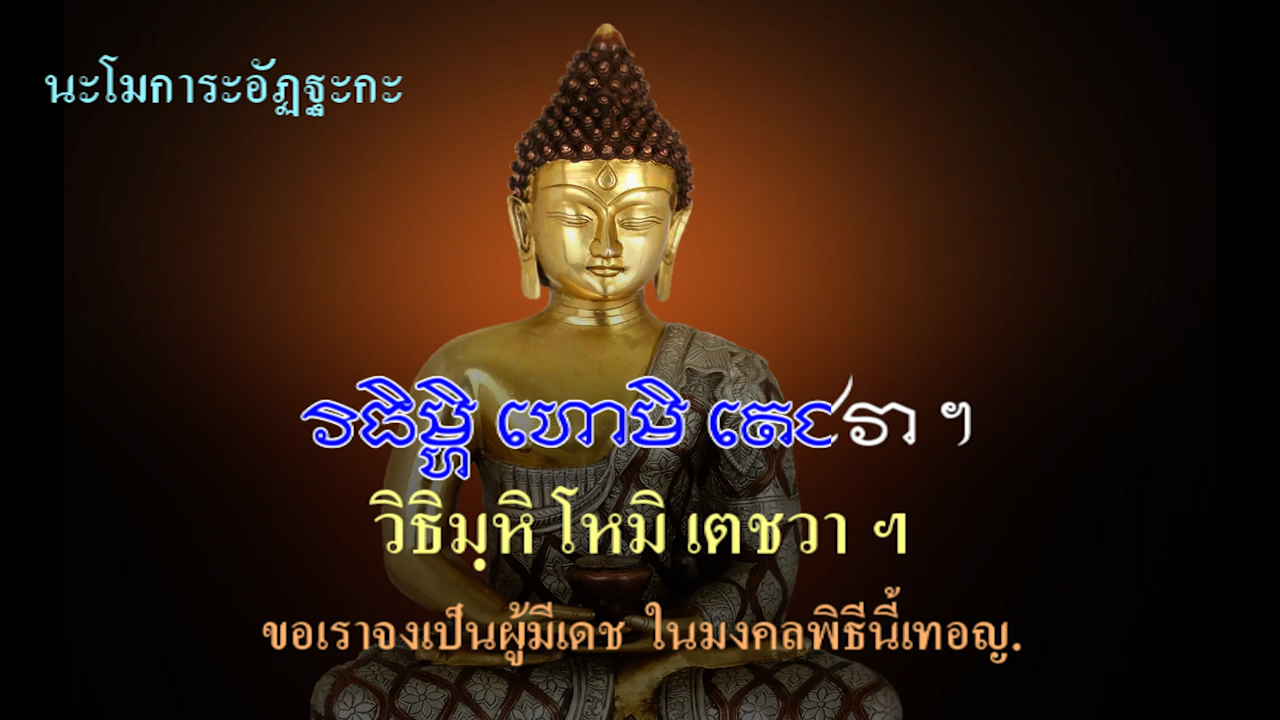 นะโมการะอัฏฐะกะ
វិធិម្ហិ ហោមិ តេជវា ฯ
วิธิมฺหิ โหมิ เตชวา ฯ
ขอเราจงเป็นผู้มีเดช ในมงคลพิธีนี้เทอญ.